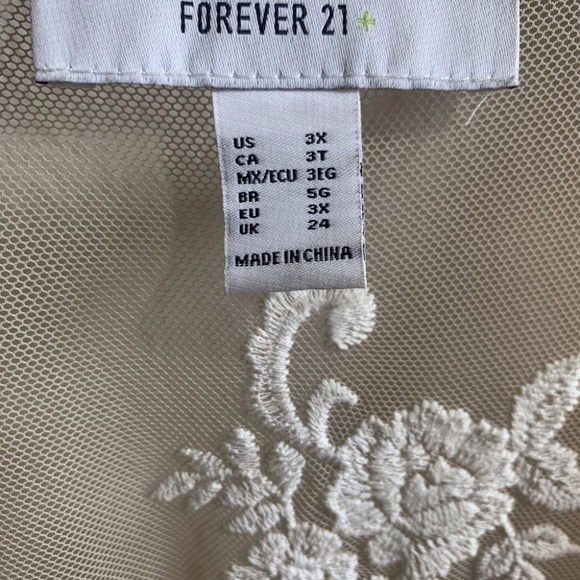 FOREVER 21+
US 3X
CA 3T
MX/ECU 3EG
BR 5G
EU 3X
UK 24
MADE IN CHINA